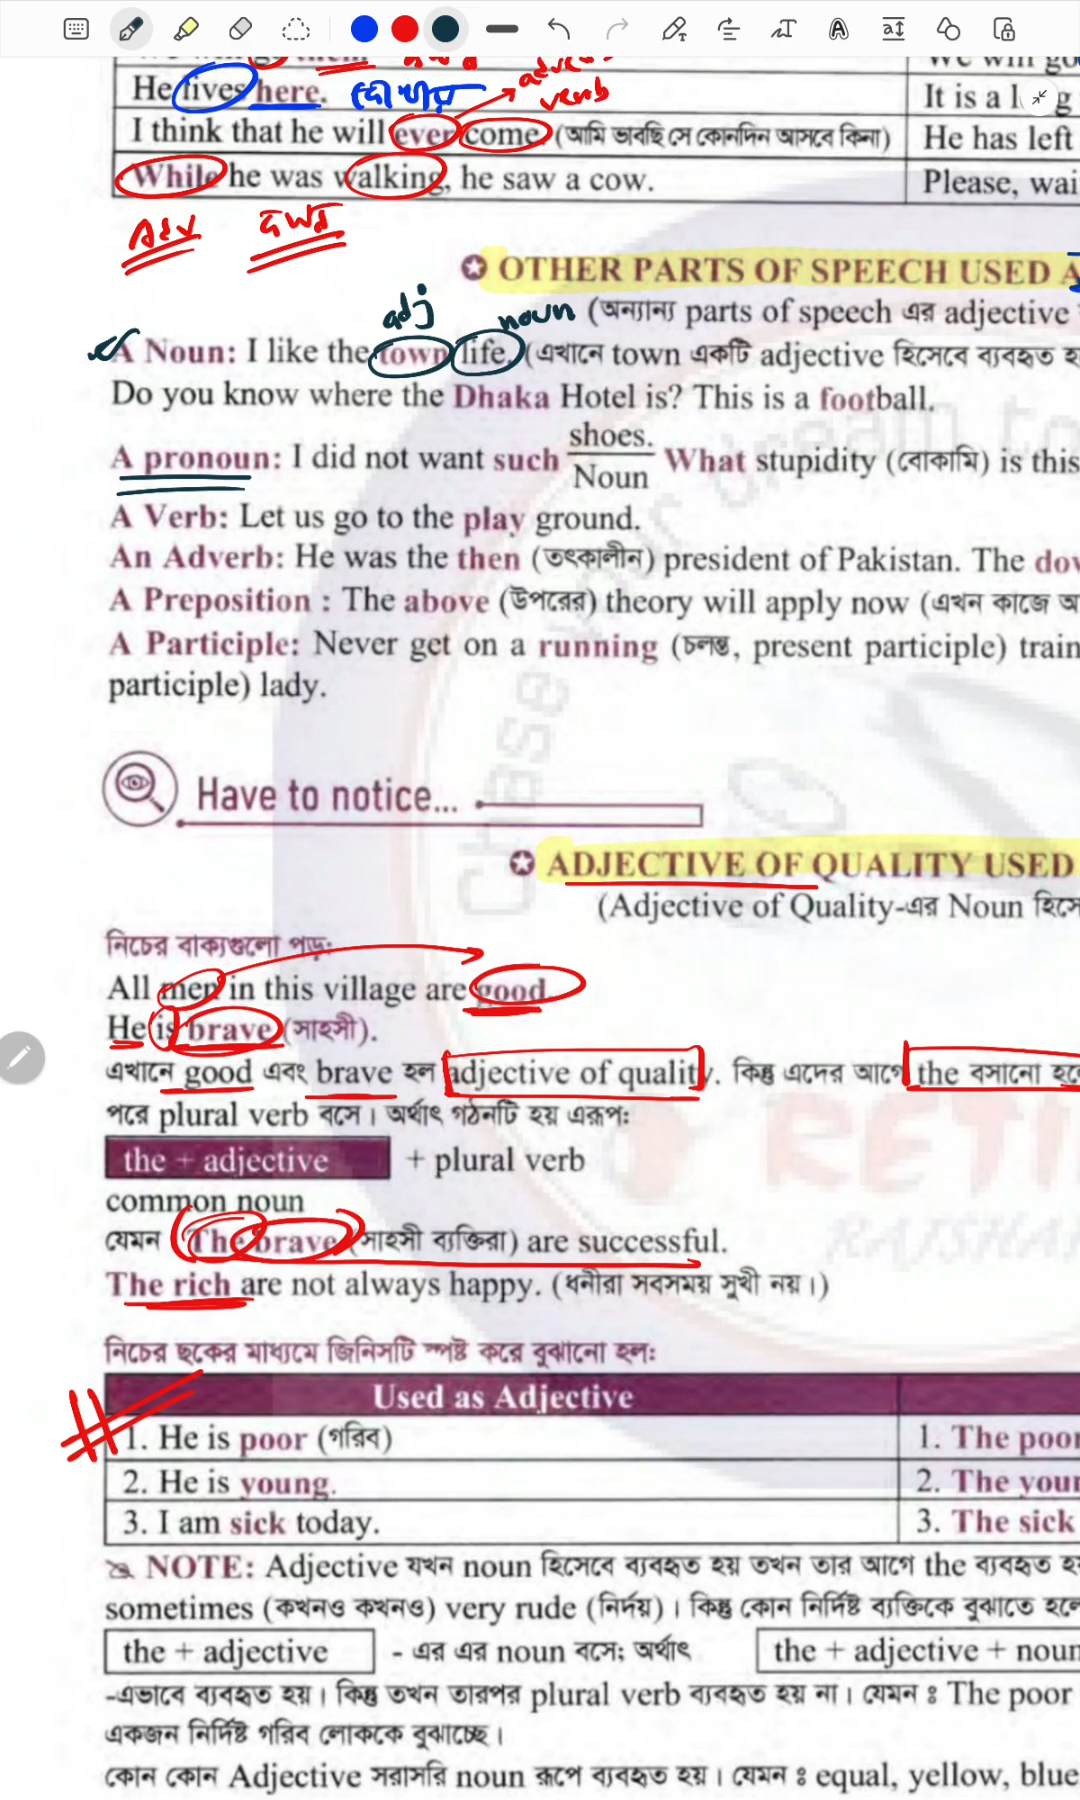 He lives here.
It is a l g
I think that he will ever come (আমি ভাবছি সে কোনদিন আসবে কিনা)
He has left
While he was walking, he saw a cow.
Please, wai
adj
noun
OTHER PARTS OF SPEECH USED A
(অন্যান্য parts of speech এর adjective
A Noun: I like the town life. (এখানে town একটি adjective হিসেবে ব্যবহৃত হ
Do you know where the Dhaka Hotel is? This is a football.
A pronoun: I did not want such shoes. What stupidity (বোকামি) is this
Noun
A Verb: Let us go to the play ground.
An Adverb: He was the then (তৎকালীন) president of Pakistan. The dov
A Preposition : The above (উপরের) theory will apply now (এখন কাজে অ
A Participle: Never get on a running (চলন্ত, present participle) train
participle) lady.
Have to notice...
ADJECTIVE OF QUALITY USED
(Adjective of Quality-এর Noun হিসে
নিচের বাক্যগুলো পড়:
All men in this village are good.
He is brave (সাহসী).
এখানে good এবং brave হল adjective of quality. কিন্তু এদের আগে the বসানো হলে
পরে plural verb বসে। অর্থাৎ গঠনটি হয় এরূপ:
the + adjective + plural verb
common noun
যেমন The brave (সাহসী ব্যক্তিরা) are successful.
The rich are not always happy. (ধনীরা সবসময় সুখী নয়।)
নিচের ছকের মাধ্যমে জিনিসটি স্পষ্ট করে বুঝানো হল:
Used as Adjective
1. He is poor (গরিব)
1. The poor
2. He is young.
2. The your
3. I am sick today.
3. The sick
NOTE: Adjective যখন noun হিসেবে ব্যবহৃত হয় তখন তার আগে the ব্যবহৃত হ
sometimes (কখনও কখনও) very rude (নির্দয়)। কিন্তু কোন নির্দিষ্ট ব্যক্তিকে বুঝাতে হলে
the + adjective - এর এর noun বসে: অর্থাৎ the + adjective + noun
-এভাবে ব্যবহৃত হয়। কিন্তু তখন তারপর plural verb ব্যবহৃত হয় না। যেমন ঃ The poor
একজন নির্দিষ্ট গরিব লোককে বুঝাচ্ছে।
কোন কোন Adjective সরাসরি noun রূপে ব্যবহৃত হয়। যেমন ঃ equal, yellow, blue